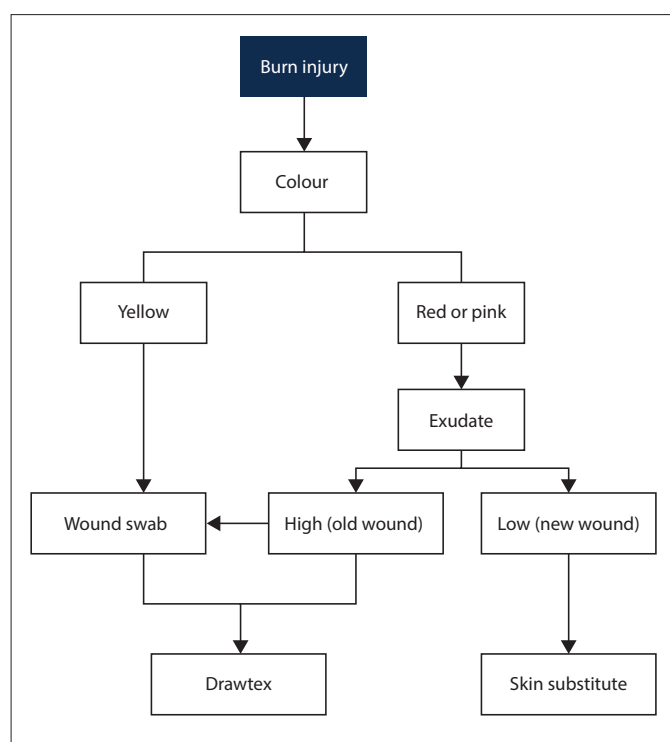 Burn injury
Colour
Yellow
Red or pink
Exudate
Wound swab
High (old wound)
Low (new wound)
Drawtex
Skin substitute